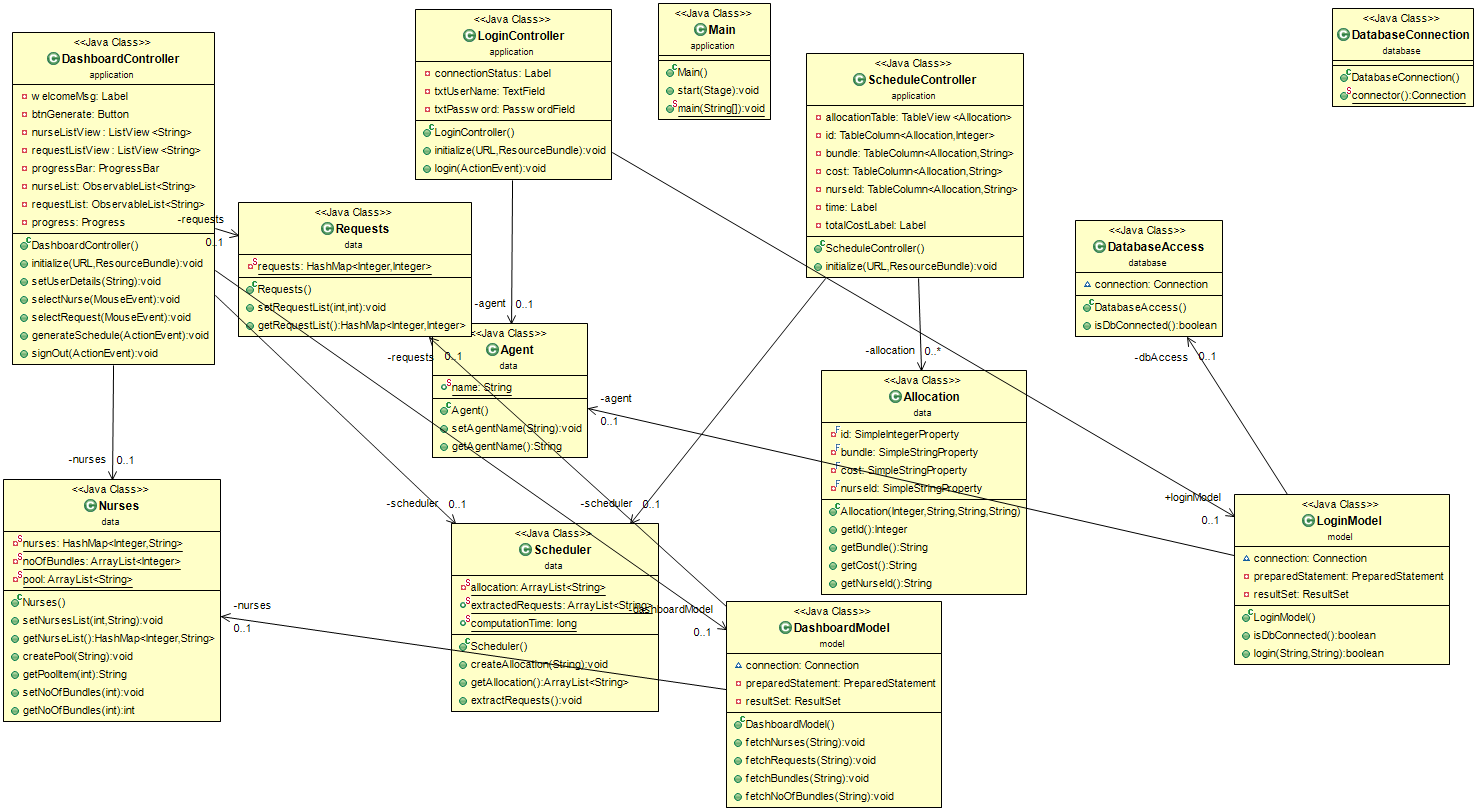 <<Java Class>>
DashboardController
application
welcomeMsg: Label
btnGenerate: Button
nurseListView: ListView<String>
requestListView: ListView<String>
progressBar: ProgressBar
nurseList: ObservableList<String>
requestList: ObservableList<String>
progress: Progress
DashboardController()
initialize(URL,ResourceBundle):void
setUserDetails(String):void
selectNurse(MouseEvent):void
selectRequest(MouseEvent):void
generateSchedule(ActionEvent):void
signOut(ActionEvent):void
<<Java Class>>
LoginController
application
connectionStatus: Label
txtUserName: TextField
txtPassword: PasswordField
LoginController()
initialize(URL,ResourceBundle):void
login(ActionEvent):void
<<Java Class>>
Main
application
Main()
start(Stage):void
main(String[]):void
<<Java Class>>
ScheduleController
application
allocationTable: TableView<Allocation>
id: TableColumn<Allocation,Integer>
bundle: TableColumn<Allocation,String>
cost: TableColumn<Allocation,String>
nurseId: TableColumn<Allocation,String>
time: Label
totalCostLabel: Label
ScheduleController()
initialize(URL,ResourceBundle):void
<<Java Class>>
DatabaseConnection
database
DatabaseConnection()
connector():Connection
-requests
0..1
<<Java Class>>
Requests
data
requests: HashMap<Integer,Integer>
Requests()
setRequestList(int,int):void
getRequestList():HashMap<Integer,Integer>
-agent
0..1
<<Java Class>>
Agent
data
name: String
Agent()
setAgentName(String):void
getAgentName():String
-requests
0..1
-agent
0..1
-allocation
0..*
<<Java Class>>
Allocation
data
id: SimpleIntegerProperty
bundle: SimpleStringProperty
cost: SimpleStringProperty
nurseId: SimpleStringProperty
Allocation(Integer,String,String,String)
getId():Integer
getBundle():String
getCost():String
getNurseId():String
<<Java Class>>
DatabaseAccess
database
connection: Connection
DatabaseAccess()
isDbConnected():boolean
-dbAccess
0..1
-nurses
0..1
<<Java Class>>
Nurses
data
nurses: HashMap<Integer,String>
noOfBundles: ArrayList<Integer>
pool: ArrayList<String>
Nurses()
setNursesList(int,String):void
getNurseList():HashMap<Integer,String>
createPool(String):void
getPoolItem(int):String
setNoOfBundles(int):void
getNoOfBundles(int):int
-nurses
0..1
-scheduler
0..1
-scheduler
0..1
<<Java Class>>
Scheduler
data
allocation: ArrayList<String>
extractedRequests: ArrayList<String>
computationTime: long
Scheduler()
createAllocation(String):void
getAllocation():ArrayList<String>
extractRequests():void
-dashboardModel
0..1
<<Java Class>>
DashboardModel
model
connection: Connection
preparedStatement: PreparedStatement
resultSet: ResultSet
DashboardModel()
fetchNurses(String):void
fetchRequests(String):void
fetchBundles(String):void
fetchNoOfBundles(String):void
+loginModel
0..1
<<Java Class>>
LoginModel
model
connection: Connection
preparedStatement: PreparedStatement
resultSet: ResultSet
LoginModel()
isDbConnected():boolean
login(String,String):boolean